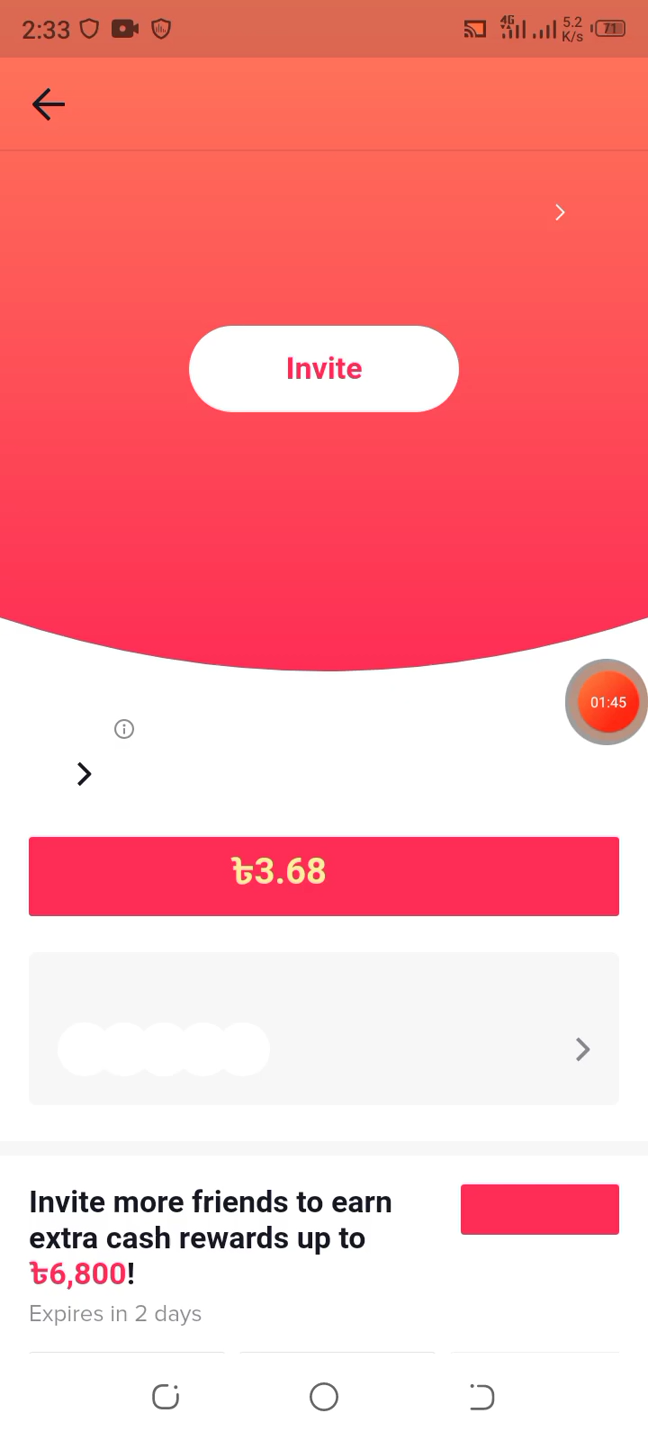 2:33
4G
5.2
K/s
71
Invite
01:45
৳3.68
Invite more friends to earn
extra cash rewards up to
৳6,800!
Expires in 2 days